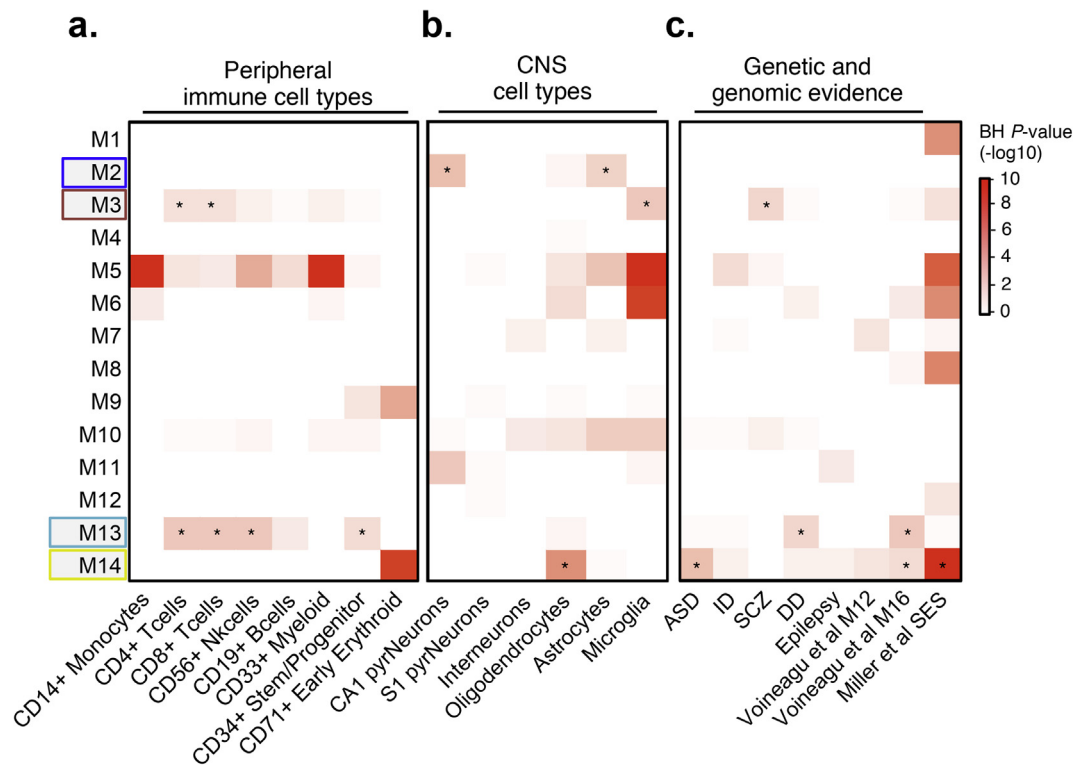 a.
b.
c.
Peripheral
immune cell types
CNS
cell types
Genetic and
genomic evidence
BH P-value
(-log10)
10
8
6
4
2
0
M1
M2
M3
M4
M5
M6
M7
M8
M9
M10
M11
M12
M13
M14
* *
* *
*
*
* * * *
* *
*
* * *
CD14+ Monocytes
CD4+ Tcells
CD8+ Tcells
CD56+ Nkcells
CD19+ Bcells
CD33+ Myeloid
CD34+ Stem/Progenitor
CD71+ Early Erythroid
CA1 pyrNeurons
S1 pyrNeurons
Interneurons
Oligodendrocytes
Astrocytes
Microglia
ASD
ID
SCZ
DD
Epilepsy
Voineagu et al M12
Voineagu et al M16
Miller et al SES